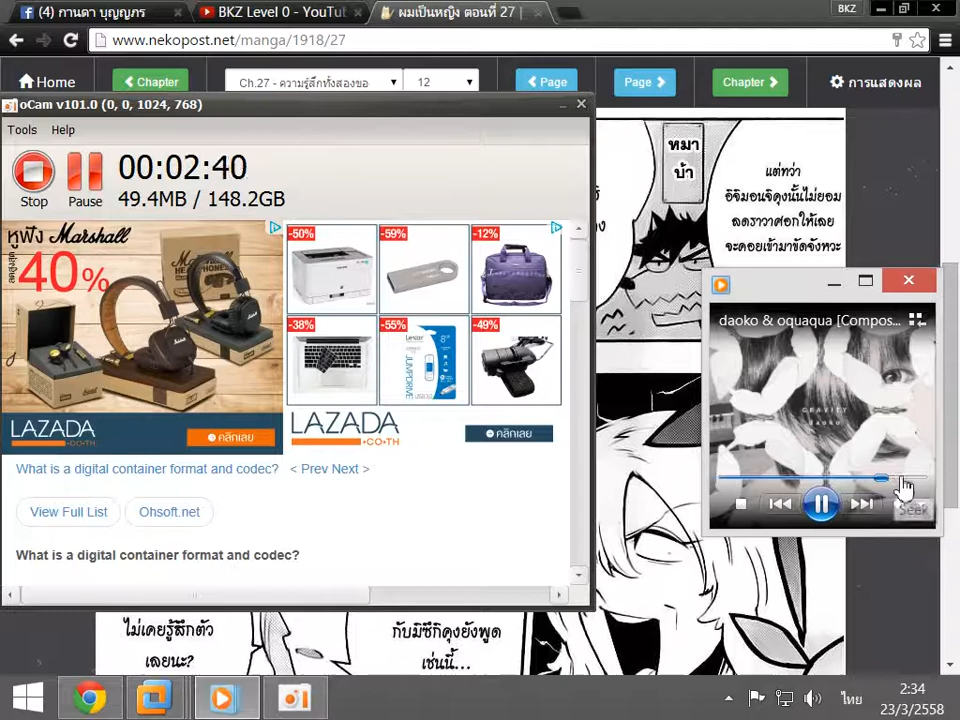 (4) กานดา บุญญภร
BKZ Level 0 - YouTu
ผมเป็นหญิง ตอนที่ 27 |
BKZ
www.nekopost.net/manga/1918/27
Home
Chapter
Ch.27 - ความรู้สึกทั้งสองขอ
12
Page
Page
Chapter
การแสดงผล
oCam v101.0 (0, 0, 1024, 768)
Tools
Help
00:02:40
49.4MB / 148.2GB
Stop
Pause
หูฟัง Marshall
40%
-50%
-59%
-12%
-38%
-55%
-49%
LAZADA
.CO.TH
คลิกเลย
LAZADA
.CO.TH
คลิกเลย
What is a digital container format and codec?
< Prev Next >
View Full List
Ohsoft.net
What is a digital container format and codec?
หมา
บ้า
แต่ทว่า
อิจิมอนจิดุงนั้นไม่ยอม
ลดราวาศอกให้เลย
จะคอยเข้ามาขัดจังหวะ
daoko & oquaqua [Compos...
GRAVITY
DAOKO
Seek
ไม่เคยรู้สึกตัว
เลยนะ?
กับมิซึกิคุงยังพูด
เช่นนี้...
ไทย
2:34
23/3/2558